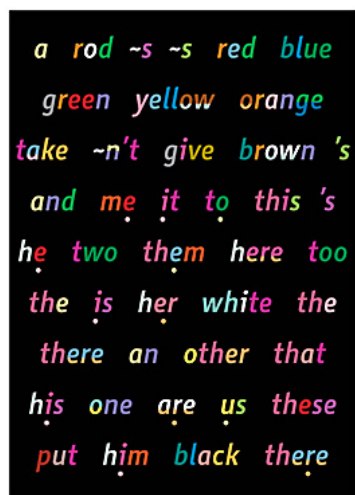 a rod ~s ~s red blue
green yellow orange
take ~n't give brown 's
and me it to this 's
he two them here too
the is her white the
there an other that
his one are us these
put him black there